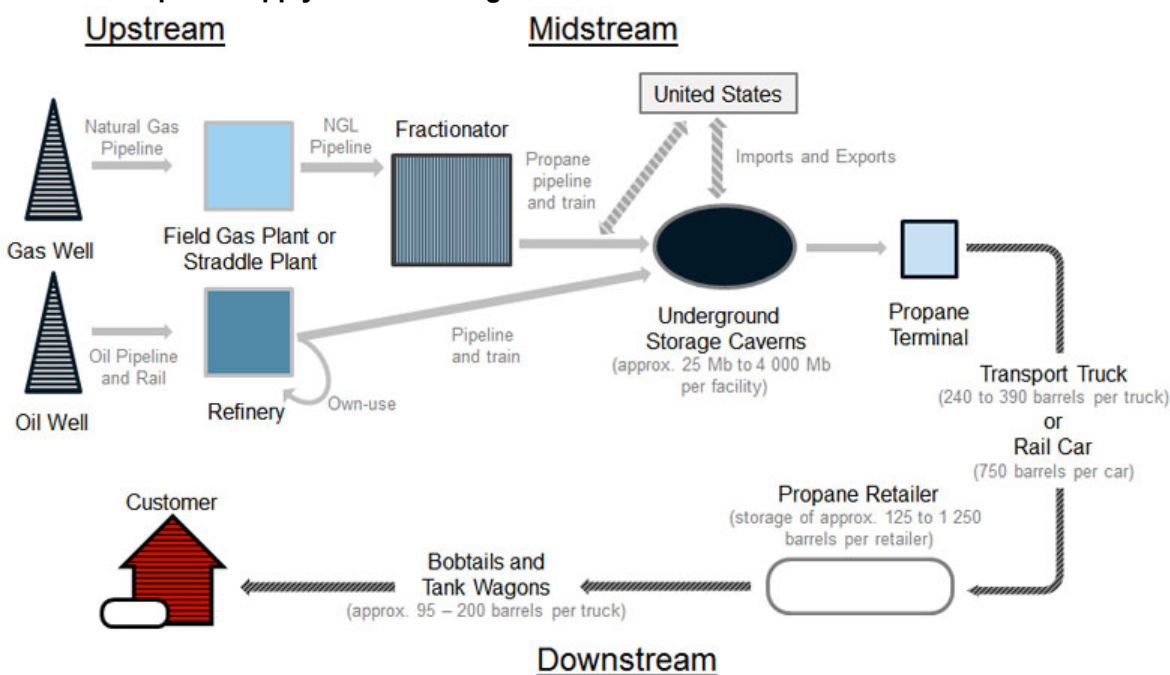 Upstream
Midstream
United States
Natural Gas
Pipeline
NGL
Pipeline
Fractionator
Propane
pipeline
and train
Imports and Exports
Gas Well
Field Gas Plant or
Straddle Plant
Oil Pipeline
and Rail
Pipeline
and train
Underground
Storage Caverns
(approx. 25 Mb to 4 000 Mb
per facility)
Propane
Terminal
Oil Well
Refinery
Own-use
Transport Truck
(240 to 390 barrels per truck)
or
Rail Car
(750 barrels per car)
Customer
Propane Retailer
(storage of approx. 125 to 1 250
barrels per retailer)
Bobtails and
Tank Wagons
(approx. 95 – 200 barrels per truck)
Downstream